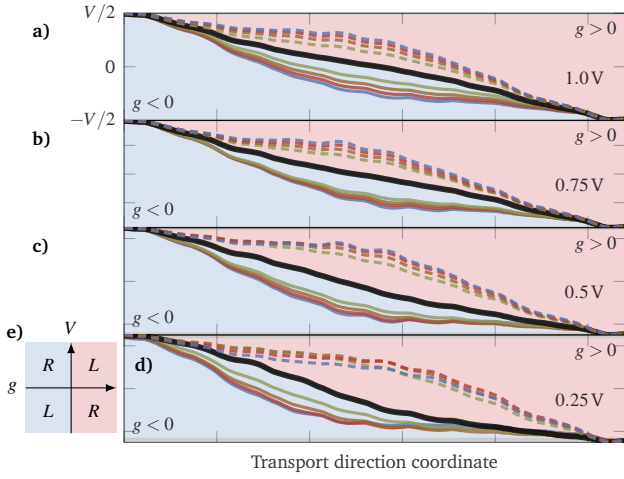 V/2
a)
g > 0
0
1.0 V
g < 0
−V/2
b)
g > 0
0.75 V
g < 0
c)
g > 0
0.5 V
g < 0
e)
V
R L
g
L R
d)
g > 0
0.25 V
g < 0
Transport direction coordinate